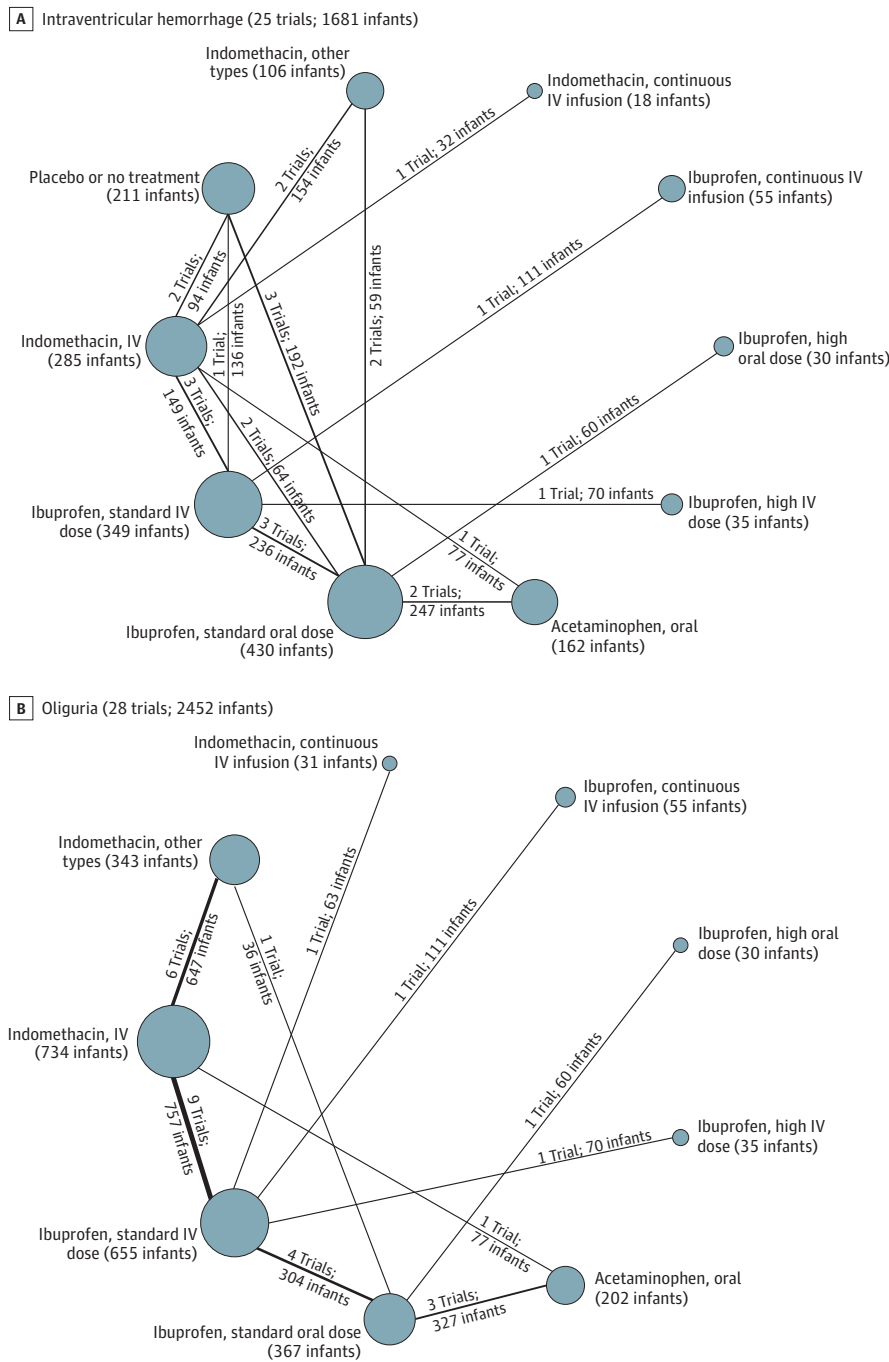 A Intraventricular hemorrhage (25 trials; 1681 infants)
Indomethacin, other
types (106 infants)
Indomethacin, continuous
IV infusion (18 infants)
Placebo or no treatment
(211 infants)
Ibuprofen, continuous IV
infusion (55 infants)
2 Trials;
154 infants
1 Trial; 32 infants
2 Trials;
94 infants
1 Trial; 111 infants
Indomethacin, IV
(285 infants)
1 Trial;
136 infants
3 Trials; 192 infants
2 Trials; 59 infants
Ibuprofen, high
oral dose (30 infants)
3 Trials;
149 infants
2 Trials; 64 infants
1 Trial; 60 infants
Ibuprofen, standard IV
dose (349 infants)
1 Trial; 70 infants
Ibuprofen, high IV
dose (35 infants)
3 Trials;
236 infants
1 Trial;
77 infants
2 Trials;
247 infants
Ibuprofen, standard oral dose
(430 infants)
Acetaminophen, oral
(162 infants)
B Oliguria (28 trials; 2452 infants)
Indomethacin, continuous
IV infusion (31 infants)
Ibuprofen, continuous
IV infusion (55 infants)
Indomethacin, other
types (343 infants)
6 Trials;
647 infants
1 Trial;
36 infants
1 Trial; 63 infants
1 Trial; 111 infants
Ibuprofen, high oral
dose (30 infants)
Indomethacin, IV
(734 infants)
1 Trial; 60 infants
9 Trials;
757 infants
1 Trial; 70 infants
Ibuprofen, high IV
dose (35 infants)
Ibuprofen, standard IV
dose (655 infants)
4 Trials;
304 infants
1 Trial;
77 infants
3 Trials;
327 infants
Acetaminophen, oral
(202 infants)
Ibuprofen, standard oral dose
(367 infants)